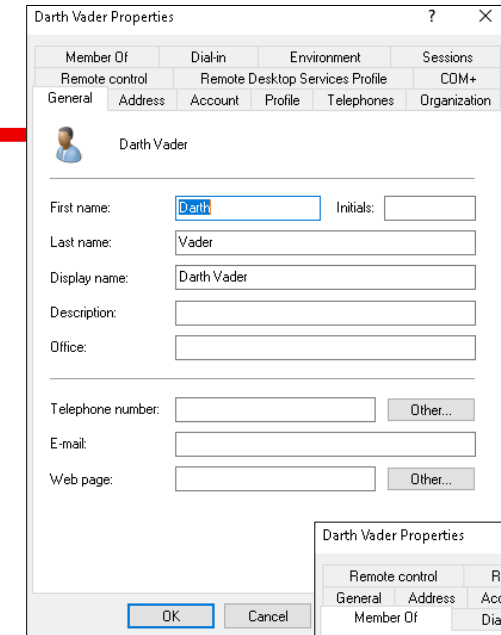 Darth Vader Properties ? ×
Member Of Dial-in Environment Sessions
Remote control Remote Desktop Services Profile COM+
General Address Account Profile Telephones Organization
Darth Vader
First name: Darth Initials:
Last name: Vader
Display name: Darth Vader
Description:
Office:
Telephone number: Other...
E-mail:
Web page: Other...
Darth Vader Properties
Remote control
General Address
Member Of
OK Cancel